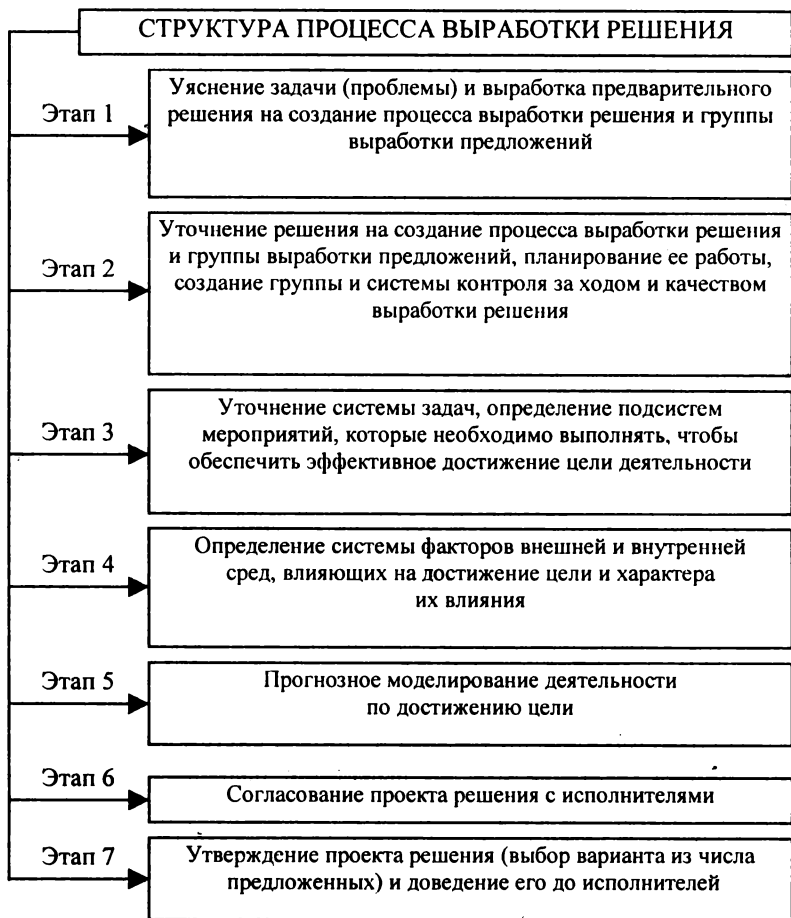 СТРУКТУРА ПРОЦЕССА ВЫРАБОТКИ РЕШЕНИЯ
Этап 1
Уяснение задачи (проблемы) и выработка предварительного
решения на создание процесса выработки решения и группы
выработки предложений
Этап 2
Уточнение решения на создание процесса выработки решения
и группы выработки предложений, планирование ее работы,
создание группы и системы контроля за ходом и качеством
выработки решения
Этап 3
Уточнение системы задач, определение подсистем
мероприятий, которые необходимо выполнять, чтобы
обеспечить эффективное достижение цели деятельности
Этап 4
Определение системы факторов внешней и внутренней
сред, влияющих на достижение цели и характера
их влияния
Этап 5
Прогнозное моделирование деятельности
по достижению цели
Этап 6
Согласование проекта решения с исполнителями
Этап 7
Утверждение проекта решения (выбор варианта из числа
предложенных) и доведение его до исполнителей